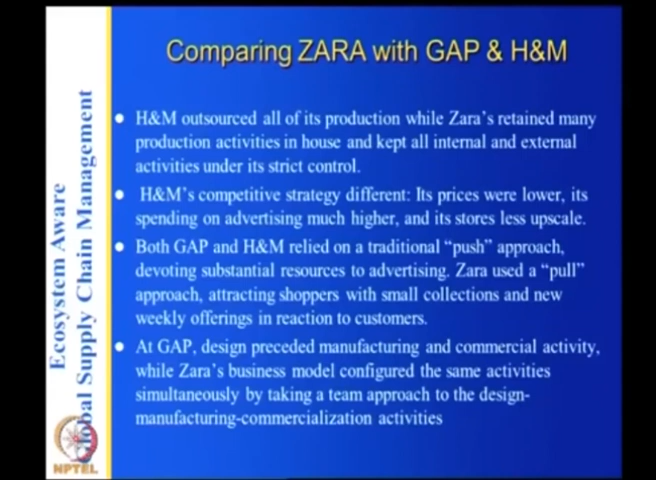 Comparing ZARA with GAP & H&M
H&M outsourced all of its production while Zara's retained many
production activities in house and kept all internal and external
activities under its strict control.
H&M's competitive strategy different: Its prices were lower, its
spending on advertising much higher, and its stores less upscale.
Both GAP and H&M relied on a traditional "push" approach,
devoting substantial resources to advertising. Zara used a "pull"
approach, attracting shoppers with small collections and new
weekly offerings in reaction to customers.
At GAP, design preceded manufacturing and commercial activity,
while Zara's business model configured the same activities
simultaneously by taking a team approach to the design-
manufacturing-commercialization activities
Ecosystem Aware
Global Supply Chain Management
NPTEL